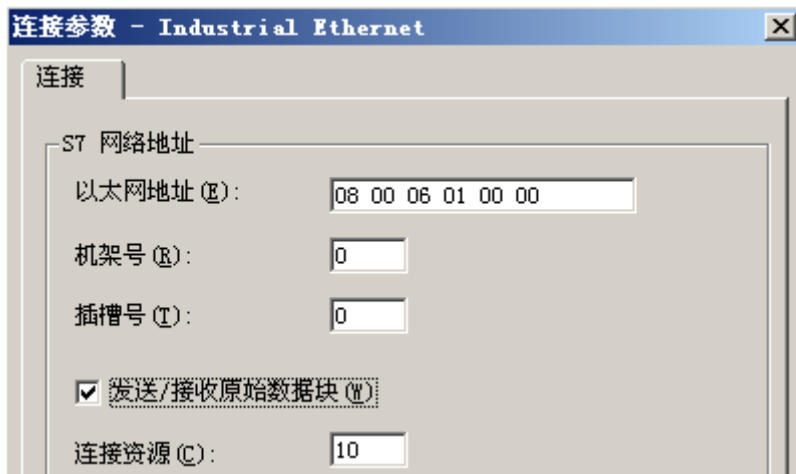 连接参数 - Industrial Ethernet
连接
S7 网络地址
以太网地址(E): 08 00 06 01 00 00
机架号(R): 0
插槽号(T): 0
发送/接收原始数据块(W)
连接资源(C): 10